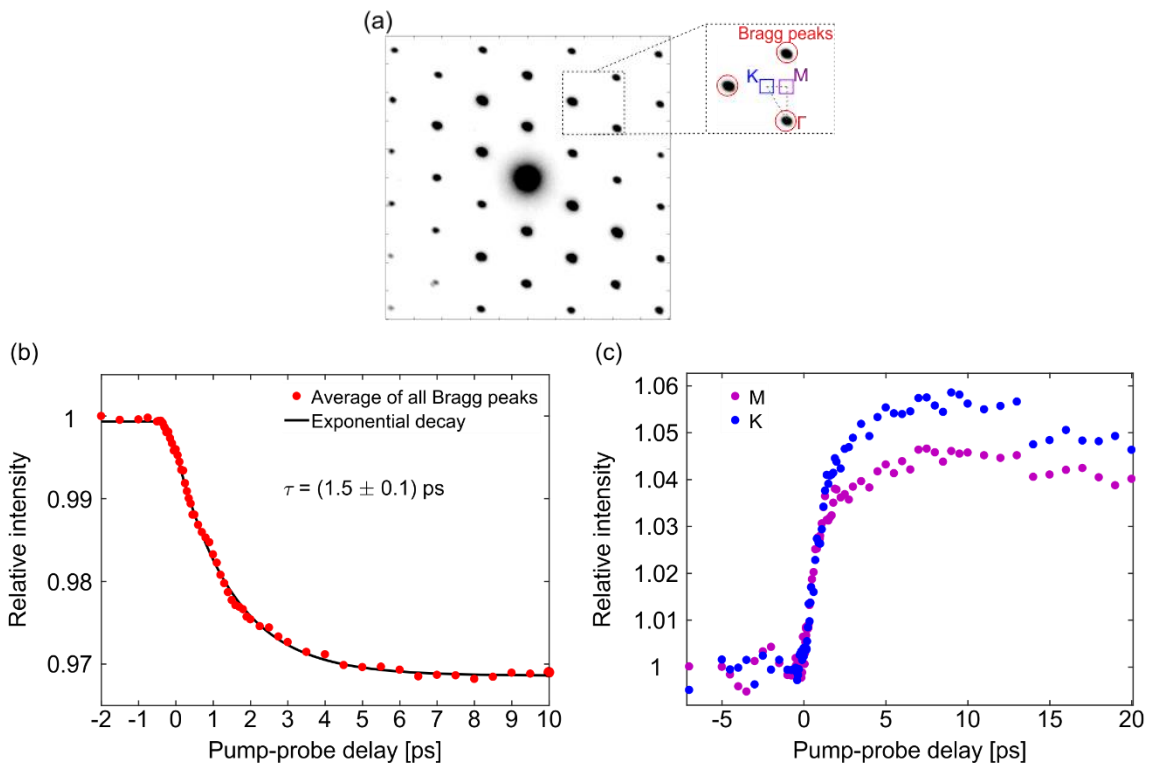 (a)
Bragg peaks
K
M
Γ
(b)
Relative intensity
1
0.99
0.98
0.97
Average of all Bragg peaks
Exponential decay
τ = (1.5 ± 0.1) ps
-2 -1 0 1 2 3 4 5 6 7 8 9 10
Pump-probe delay [ps]
(c)
Relative intensity
1.06
1.05
1.04
1.03
1.02
1.01
1
M
K
-5 0 5 10 15 20
Pump-probe delay [ps]